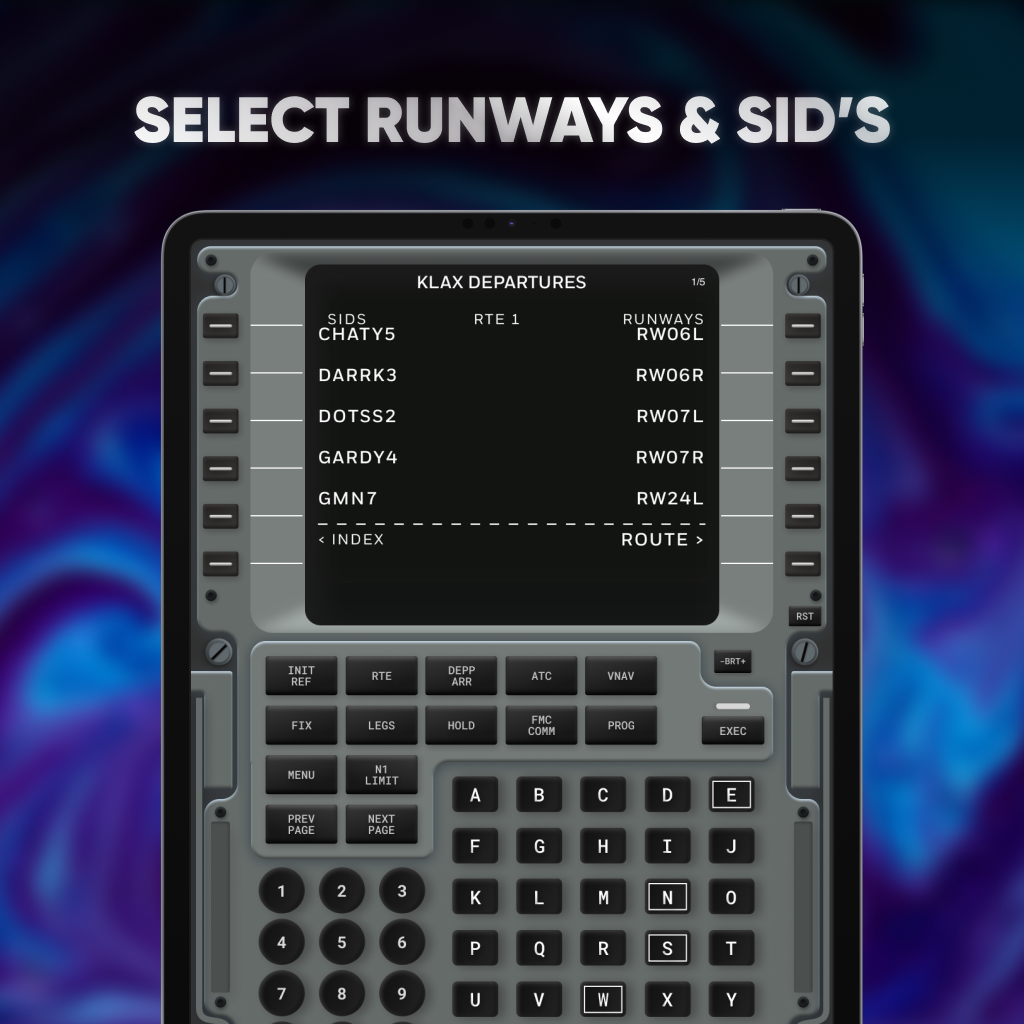 SELECT RUNWAYS & SID'S
KLAX DEPARTURES 1/5
SIDS RTE 1 RUNWAYS
CHATY5 RW06L
DARRK3 RW06R
DOTSS2 RW07L
GARDY4 RW07R
GMN7 RW24L
< INDEX ROUTE >
RST
-BRT+
INIT REF RTE DEPP ARR ATC VNAV
FIX LEGS HOLD FMC COMM PROG EXEC
MENU N1 LIMIT
PREV PAGE NEXT PAGE
A B C D E
F G H I J
K L M N O
P Q R S T
U V W X Y
1 2 3
4 5 6
7 8 9